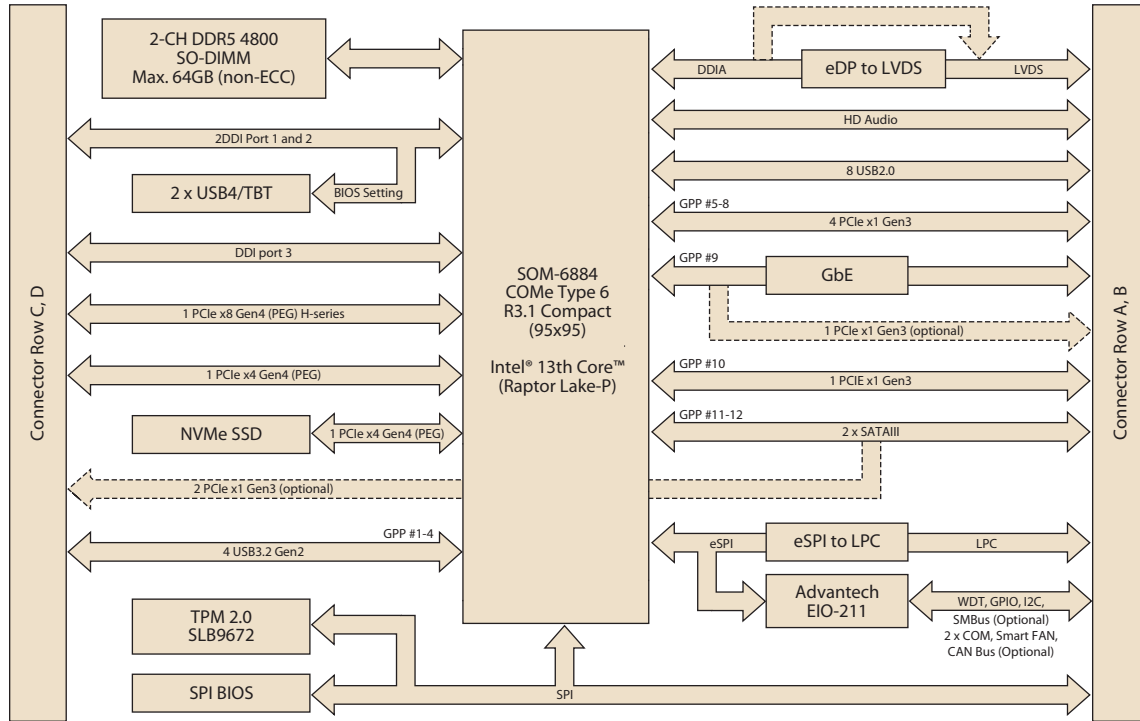 2-CH DDR5 4800
SO-DIMM
Max. 64GB (non-ECC)
2DDI Port 1 and 2
2 x USB4/TBT
BIOS Setting
DDI port 3
1 PCIe x8 Gen4 (PEG) H-series
1 PCIe x4 Gen4 (PEG)
NVMe SSD
1 PCIe x4 Gen4 (PEG)
2 PCIe x1 Gen3 (optional)
GPP #1-4
4 USB3.2 Gen2
TPM 2.0
SLB9672
SPI BIOS
SPI
Connector Row C, D
SOM-6884
COMe Type 6
R3.1 Compact
(95x95)
Intel® 13th Core™
(Raptor Lake-P)
DDIA
eDP to LVDS
LVDS
HD Audio
8 USB2.0
GPP #5-8
4 PCIe x1 Gen3
GPP #9
GbE
1 PCIe x1 Gen3 (optional)
GPP #10
1 PCIE x1 Gen3
GPP #11-12
2 x SATAIII
eSPI
eSPI to LPC
LPC
Advantech
EIO-211
WDT, GPIO, I2C,
SMBus (Optional)
2 x COM, Smart FAN,
CAN Bus (Optional)
Connector Row A, B